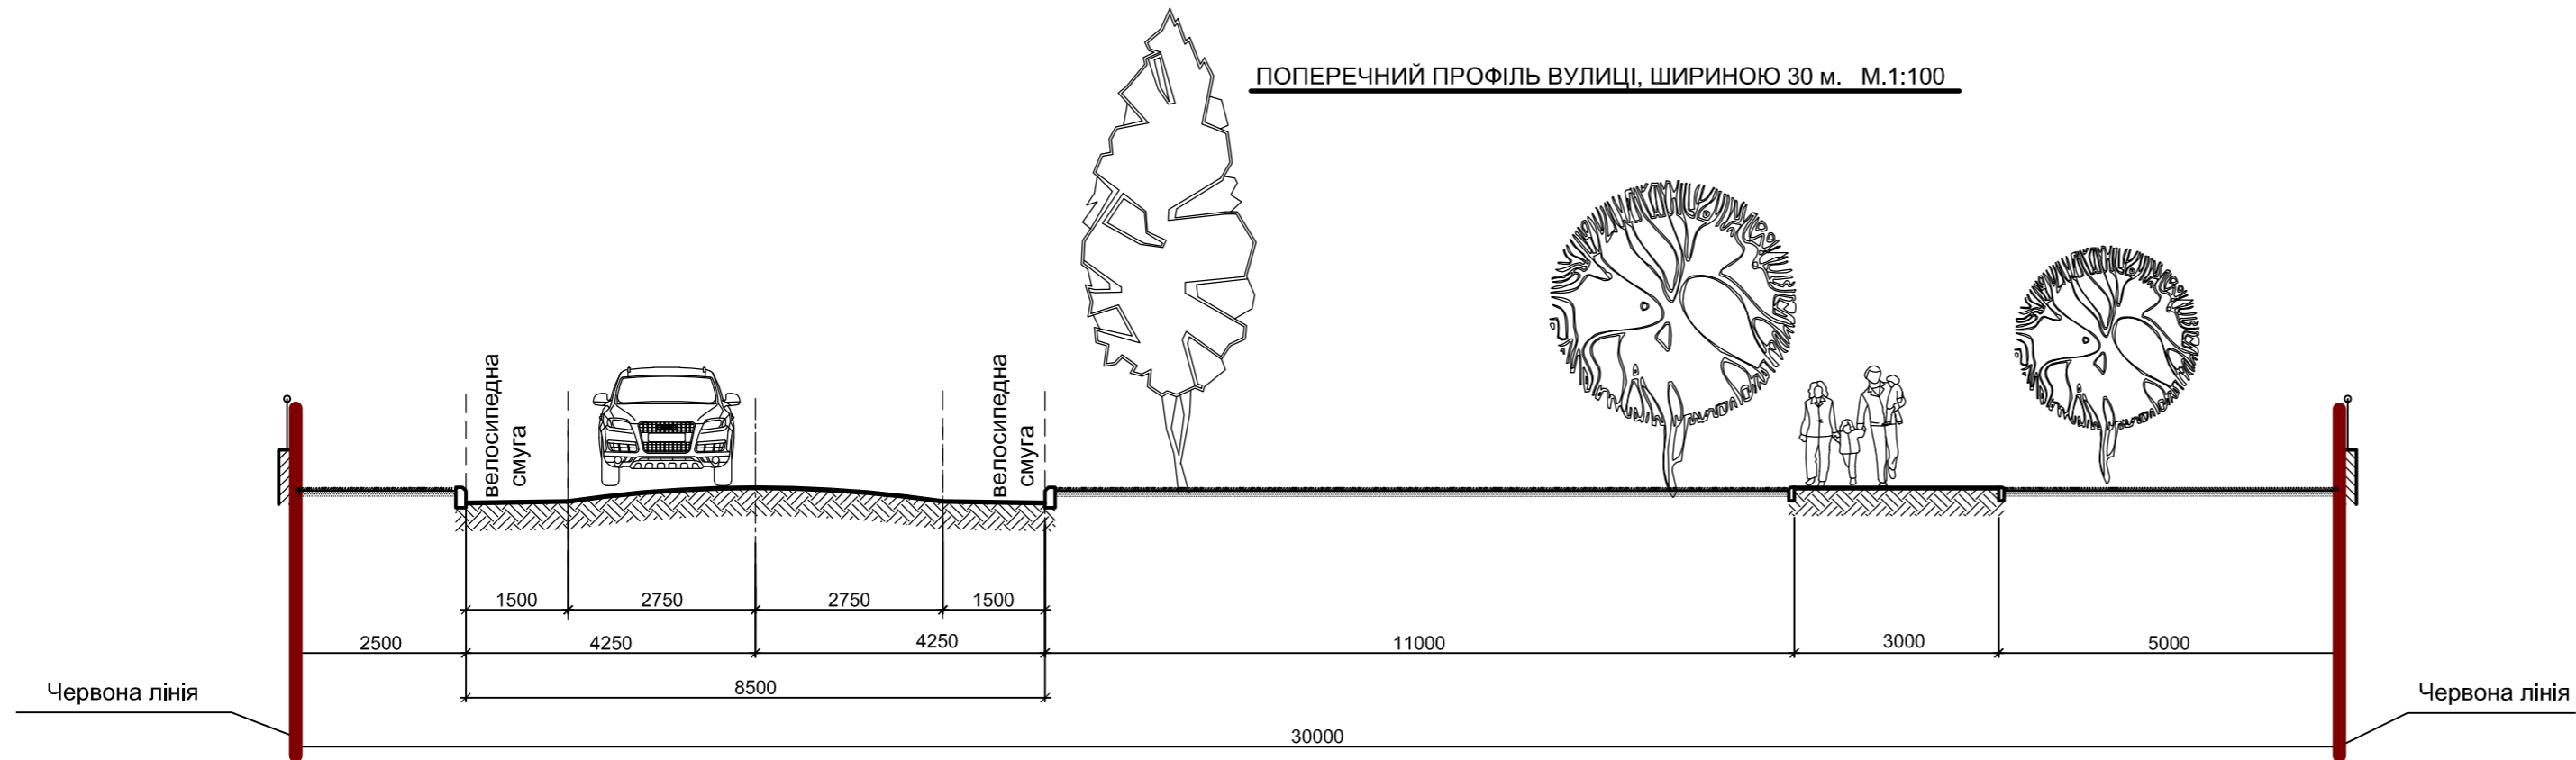 ПОПЕРЕЧНИЙ ПРОФІЛЬ ВУЛИЦІ, ШИРИНОЮ 30 м. М.1:100
велосипедна
смуга
велосипедна
смуга
1500
2750
2750
1500
2500
4250
4250
11000
3000
5000
8500
Червона лінія
Червона лінія
30000